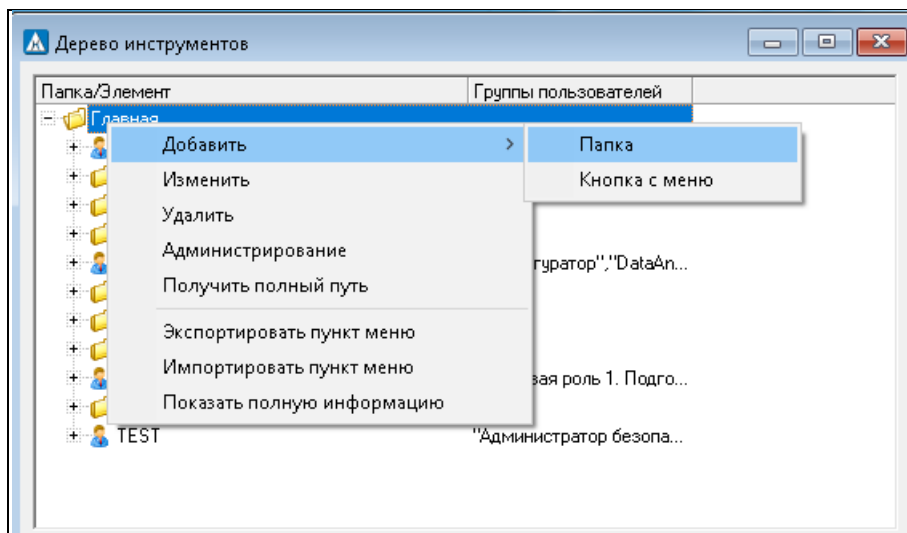 Дерево инструментов
Папка/Элемент Группы пользователей
Главная
Добавить Папка
Изменить Кнопка с меню
Удалить
Администрирование гуратор","DataAn...
Получить полный путь
Экспортировать пункт меню
Импортировать пункт меню вая роль 1. Подго...
Показать полную информацию
TEST "Администратор безопа...